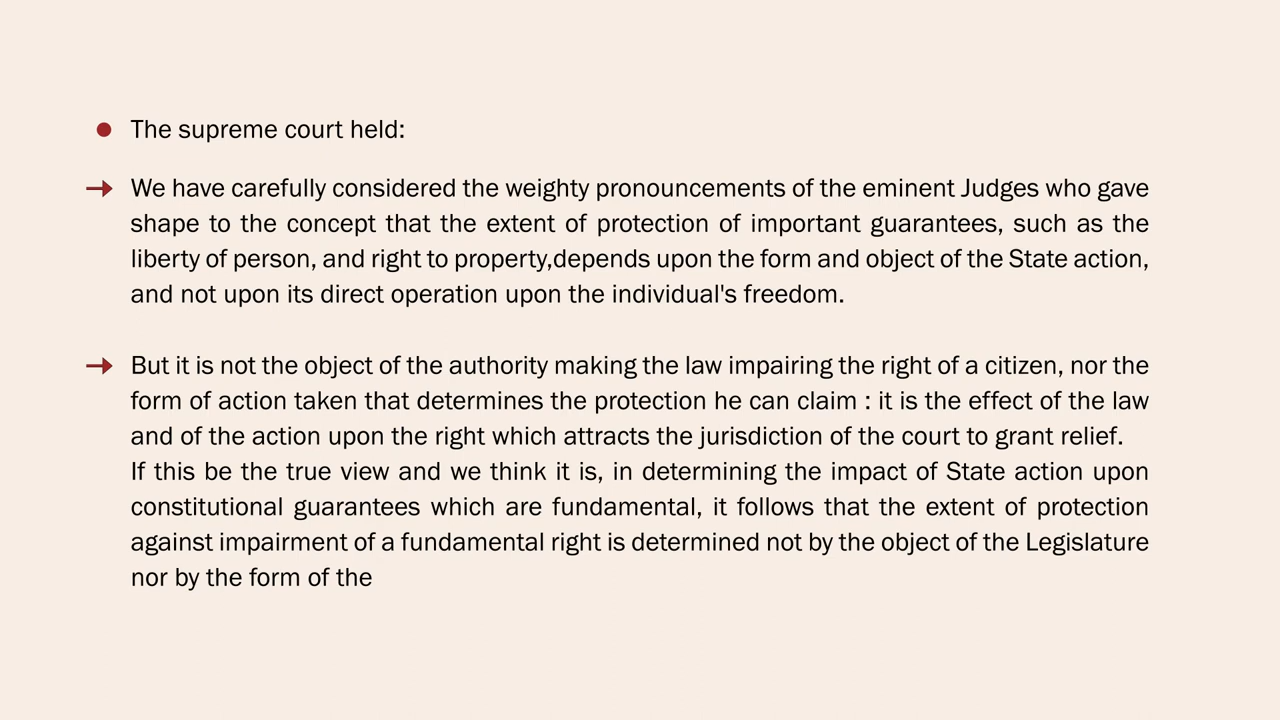 The supreme court held:
We have carefully considered the weighty pronouncements of the eminent Judges who gave
shape to the concept that the extent of protection of important guarantees, such as the
liberty of person, and right to property,depends upon the form and object of the State action,
and not upon its direct operation upon the individual's freedom.
But it is not the object of the authority making the law impairing the right of a citizen, nor the
form of action taken that determines the protection he can claim : it is the effect of the law
and of the action upon the right which attracts the jurisdiction of the court to grant relief.
If this be the true view and we think it is, in determining the impact of State action upon
constitutional guarantees which are fundamental, it follows that the extent of protection
against impairment of a fundamental right is determined not by the object of the Legislature
nor by the form of the